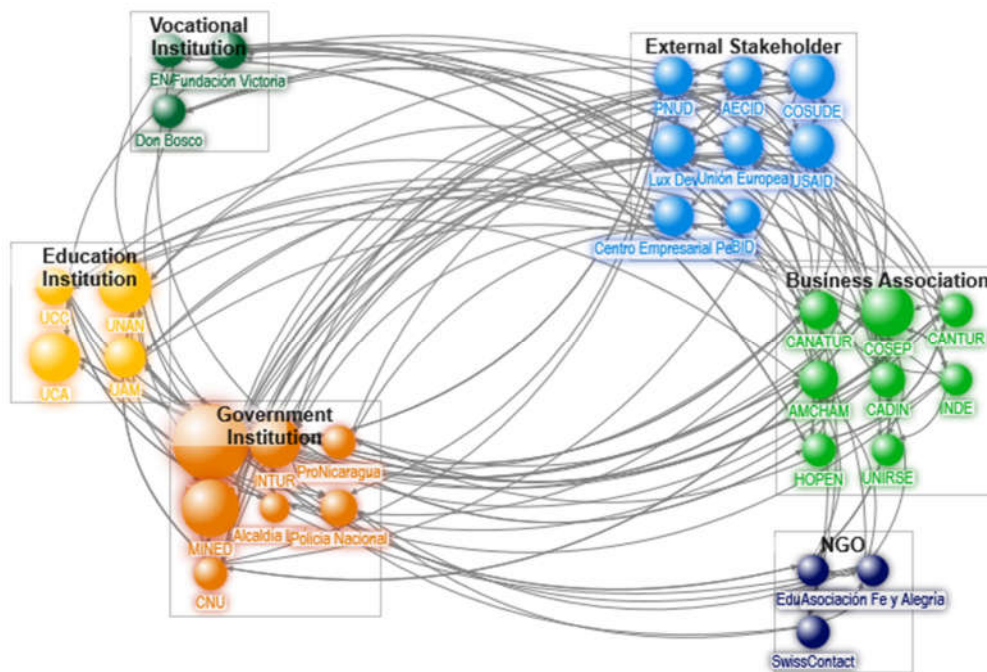 Vocational
Institution
Fundación Victoria
Don Bosco
External Stakeholder
PNUD AECID COSUDE
Lux Dev Unión Europea USAID
Centro Empresarial Pe BID
Education
Institution
UCC UNAN
UCA UAM
Business Association
CANATUR COSEP CANTUR
AMCHAM CADIN INDE
HOPEN UNIRSE
Government
Institution
INTUR ProNicaragua
MINED Alcaldia Policia Nacional
CNU
NGO
Edu Asociación Fe y Alegría
SwissContact